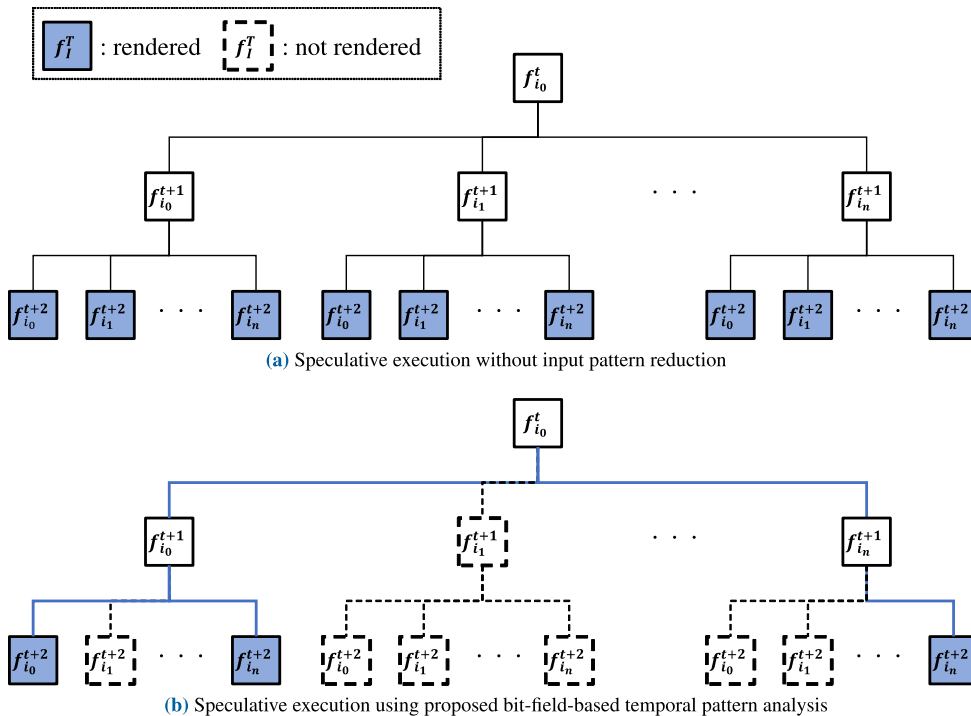 f_I^T : rendered f_I^T : not rendered
f_{i_0}^t
f_{i_0}^{t+1} f_{i_1}^{t+1} · · · f_{i_n}^{t+1}
f_{i_0}^{t+2} f_{i_1}^{t+2} · · · f_{i_n}^{t+2} f_{i_0}^{t+2} f_{i_1}^{t+2} · · · f_{i_n}^{t+2} f_{i_0}^{t+2} f_{i_1}^{t+2} · · · f_{i_n}^{t+2}
(a) Speculative execution without input pattern reduction
f_{i_0}^t
f_{i_0}^{t+1} f_{i_1}^{t+1} · · · f_{i_n}^{t+1}
f_{i_0}^{t+2} f_{i_1}^{t+2} · · · f_{i_n}^{t+2} f_{i_0}^{t+2} f_{i_1}^{t+2} · · · f_{i_n}^{t+2} f_{i_0}^{t+2} f_{i_1}^{t+2} · · · f_{i_n}^{t+2}
(b) Speculative execution using proposed bit-field-based temporal pattern analysis